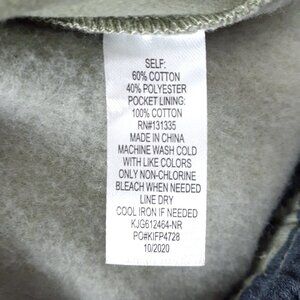 SELF:
60% COTTON
40% POLYESTER
POCKET LINING:
100% COTTON
RN#131335
MADE IN CHINA
MACHINE WASH COLD
WITH LIKE COLORS
ONLY NON-CHLORINE
BLEACH WHEN NEEDED
LINE DRY
COOL IRON IF NEEDED
KJG612464-NR
PO#KIFP4728
10/2020